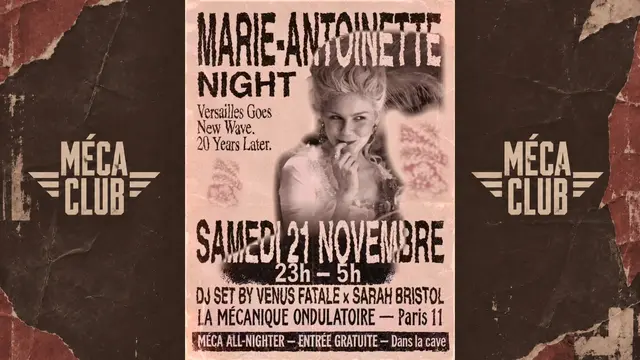 MÉCA
CLUB
MARIE-ANTOINETTE
NIGHT
Versailles Goes
New Wave.
20 Years Later.
SAMEDI 21 NOVEMBRE
23h – 5h
DJ SET BY VENUS FATALE x SARAH BRISTOL
LA MÉCANIQUE ONDULATOIRE — Paris 11
MÉCA ALL-NIGHTER – ENTRÉE GRATUITE – Dans la cave
MÉCA
CLUB